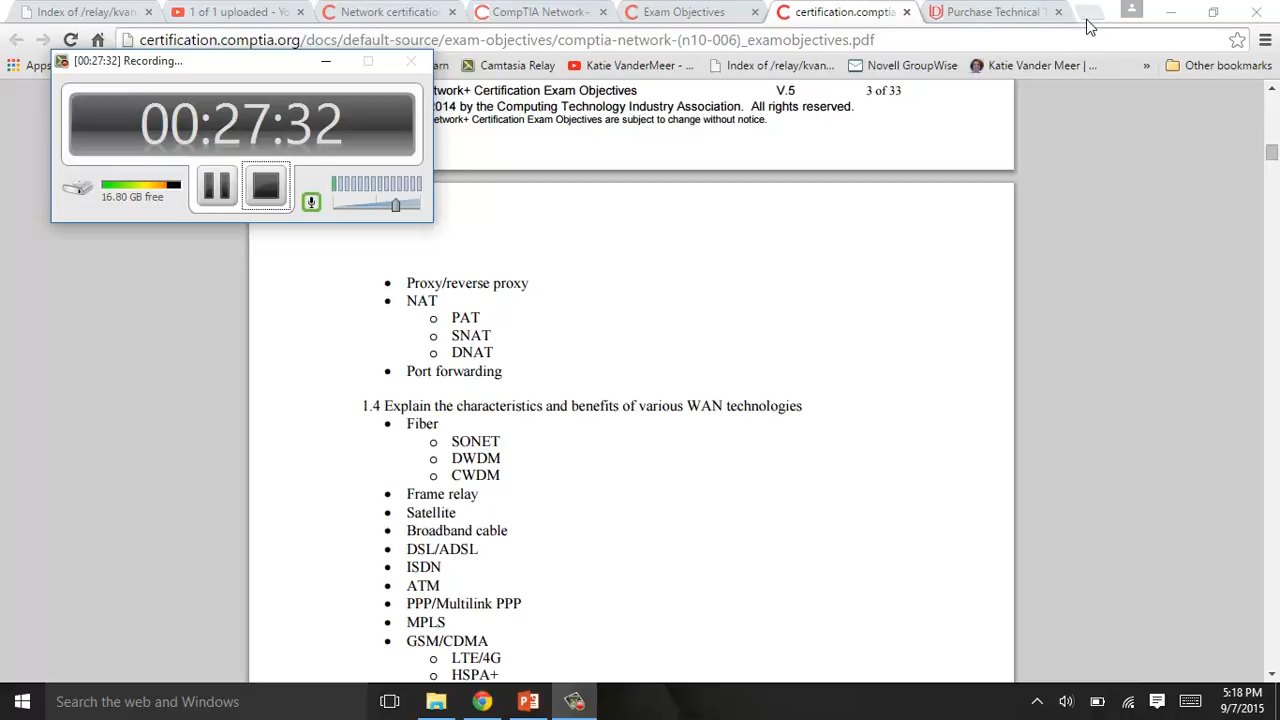 Index of /relay/kvan
1 of 1 uploaded - Yo
Network certification
CompTIA Network+
Exam Objectives
certification.comptia
Purchase Technical T
certification.comptia.org/docs/default-source/exam-objectives/comptia-network-(n10-006)_examobjectives.pdf
Apps
Camtasia Relay
Katie VanderMeer - ...
Index of /relay/kvan...
Novell GroupWise
Katie Vander Meer | ...
»
Other bookmarks
[00:27:32] Recording...
00:27:32
16.80 GB free
twork+ Certification Exam Objectives V.5 3 of 33
2014 by the Computing Technology Industry Association. All rights reserved.
etwork+ Certification Exam Objectives are subject to change without notice.
• Proxy/reverse proxy
• NAT
o PAT
o SNAT
o DNAT
• Port forwarding
1.4 Explain the characteristics and benefits of various WAN technologies
• Fiber
o SONET
o DWDM
o CWDM
• Frame relay
• Satellite
• Broadband cable
• DSL/ADSL
• ISDN
• ATM
• PPP/Multilink PPP
• MPLS
• GSM/CDMA
o LTE/4G
o HSPA+
Search the web and Windows
5:18 PM
9/7/2015